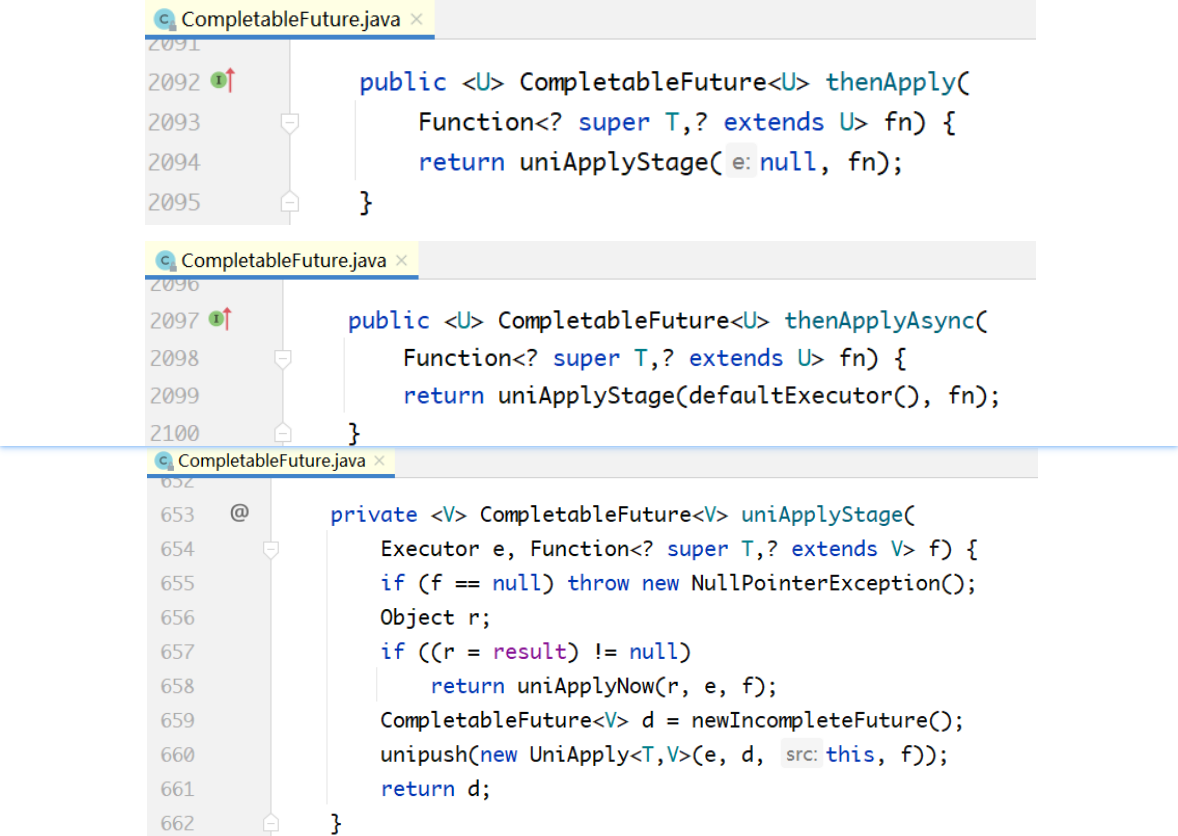 CompletableFuture.java
2091
2092 public <U> CompletableFuture<U> thenApply(
2093 Function<? super T,? extends U> fn) {
2094 return uniApplyStage( e: null, fn);
2095 }
CompletableFuture.java
2096
2097 public <U> CompletableFuture<U> thenApplyAsync(
2098 Function<? super T,? extends U> fn) {
2099 return uniApplyStage(defaultExecutor(), fn);
2100 }
CompletableFuture.java
652
653 @ private <V> CompletableFuture<V> uniApplyStage(
654 Executor e, Function<? super T,? extends V> f) {
655 if (f == null) throw new NullPointerException();
656 Object r;
657 if ((r = result) != null)
658 return uniApplyNow(r, e, f);
659 CompletableFuture<V> d = newIncompleteFuture();
660 unipush(new UniApply<T,V>(e, d, src: this, f));
661 return d;
662 }